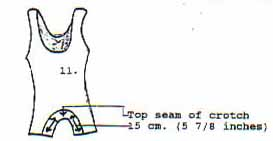 11.
Top seam of crotch
15 cm. (5 7/8 inches)